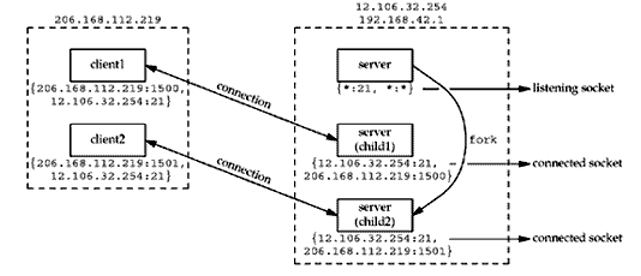 206.168.112.219
12.106.32.254
192.168.42.1
client1
{206.168.112.219:1500,
12.106.32.254:21}
client2
{206.168.112.219:1501,
12.106.32.254:21}
connection
connection
server
{*:21, *:*}
listening socket
server
(child1)
fork
{12.106.32.254:21,
206.168.112.219:1500}
connected socket
server
(child2)
{12.106.32.254:21,
206.168.112.219:1501}
connected socket